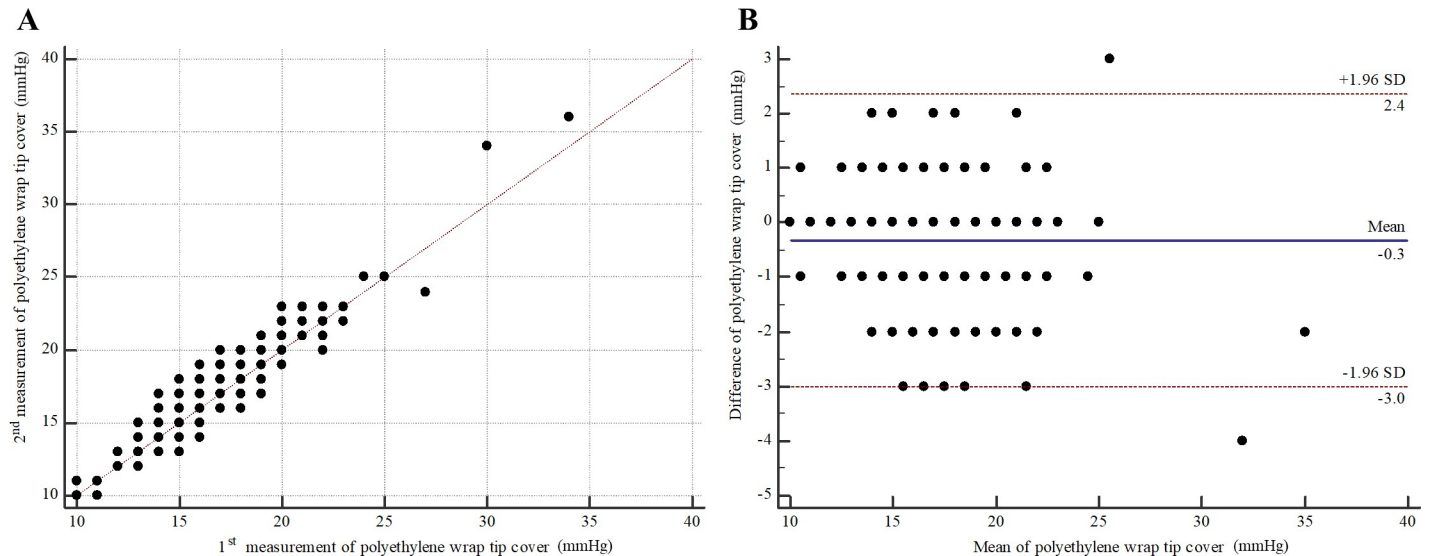 A
2nd measurement of polyethylene wrap tip cover (mmHg)
40
35
30
25
20
15
10
10 15 20 25 30 35 40
1st measurement of polyethylene wrap tip cover (mmHg)
B
Difference of polyethylene wrap tip cover (mmHg)
3
2
1
0
-1
-2
-3
-4
-5
+1.96 SD
2.4
Mean
-0.3
-1.96 SD
-3.0
10 15 20 25 30 35 40
Mean of polyethylene wrap tip cover (mmHg)